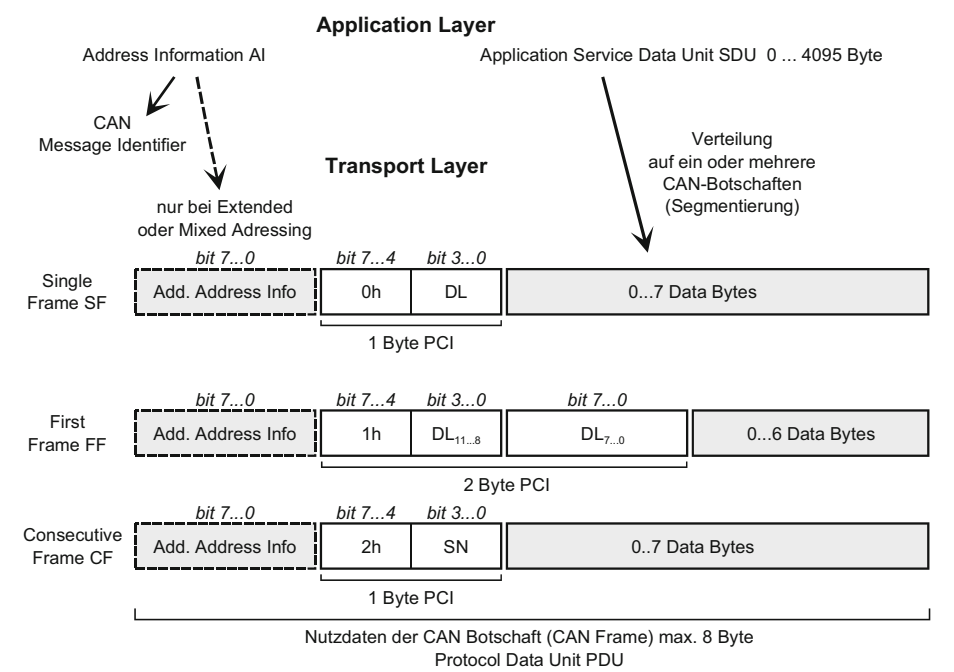 Application Layer
Address Information AI
Application Service Data Unit SDU 0 ... 4095 Byte
CAN
Message Identifier
Verteilung
auf ein oder mehrere
CAN-Botschaften
(Segmentierung)
Transport Layer
nur bei Extended
oder Mixed Adressing
bit 7...0 bit 7...4 bit 3...0
Single
Frame SF
Add. Address Info 0h DL 0...7 Data Bytes
1 Byte PCI
bit 7...0 bit 7...4 bit 3...0 bit 7...0
First
Frame FF
Add. Address Info 1h DL11...8 DL7...0 0...6 Data Bytes
2 Byte PCI
bit 7...0 bit 7...4 bit 3...0
Consecutive
Frame CF
Add. Address Info 2h SN 0..7 Data Bytes
1 Byte PCI
Nutzdaten der CAN Botschaft (CAN Frame) max. 8 Byte
Protocol Data Unit PDU